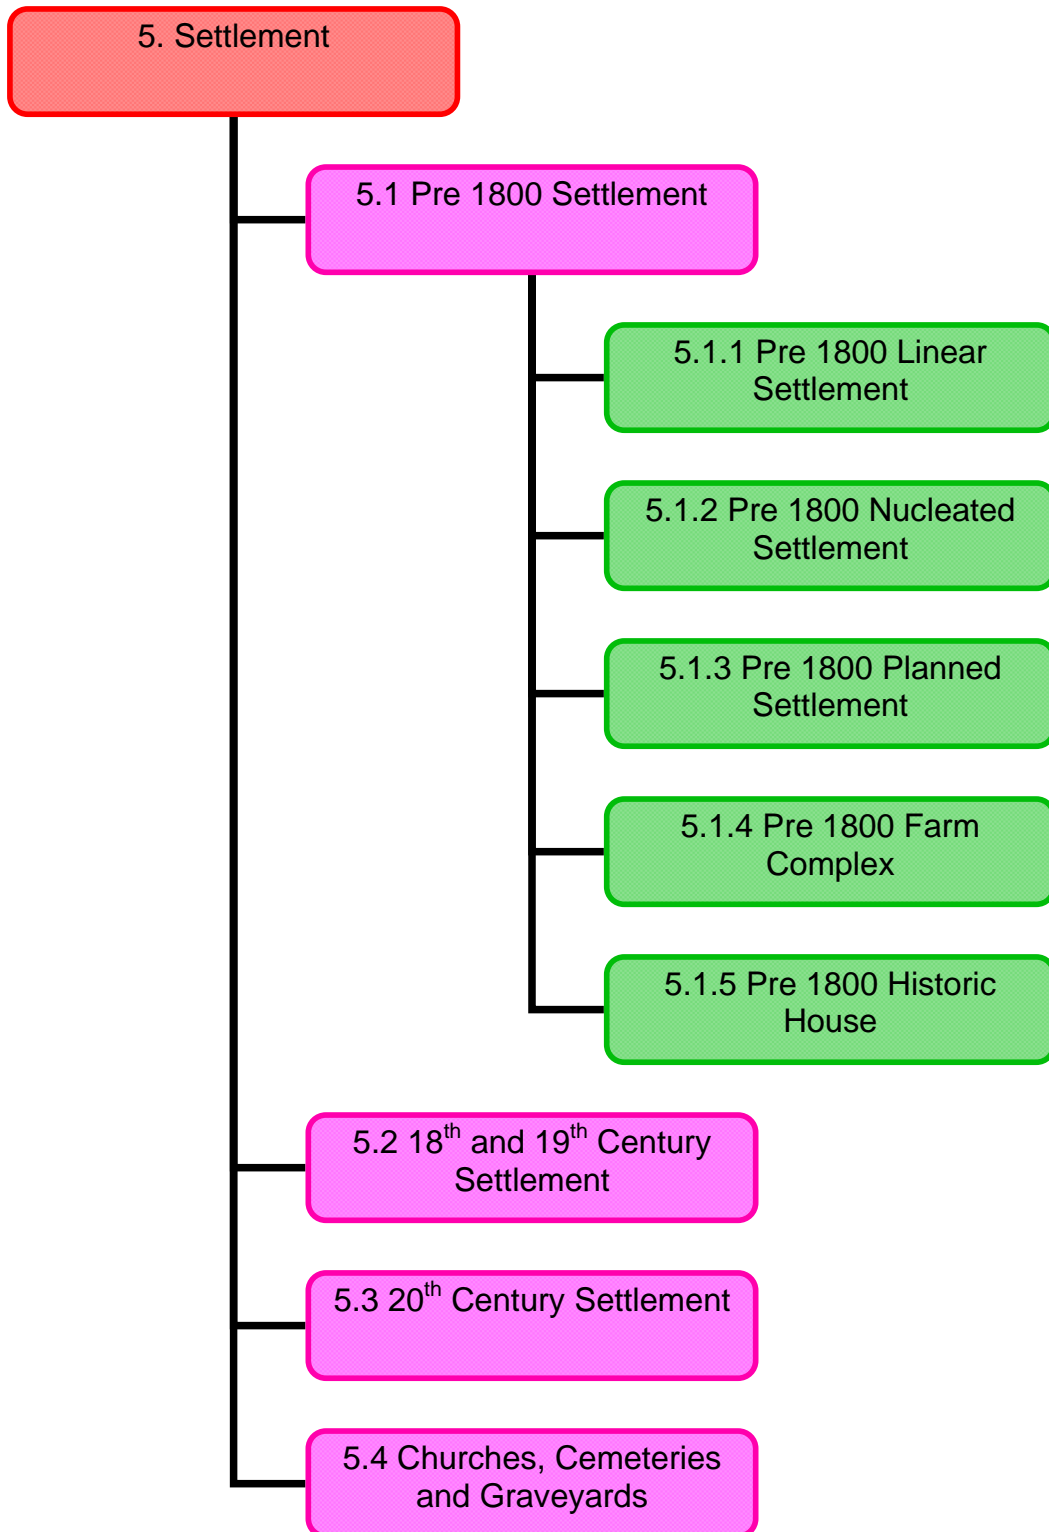 5. Settlement
5.1 Pre 1800 Settlement
5.1.1 Pre 1800 Linear
Settlement
5.1.2 Pre 1800 Nucleated
Settlement
5.1.3 Pre 1800 Planned
Settlement
5.1.4 Pre 1800 Farm
Complex
5.1.5 Pre 1800 Historic
House
5.2 18th and 19th Century
Settlement
5.3 20th Century Settlement
5.4 Churches, Cemeteries
and Graveyards